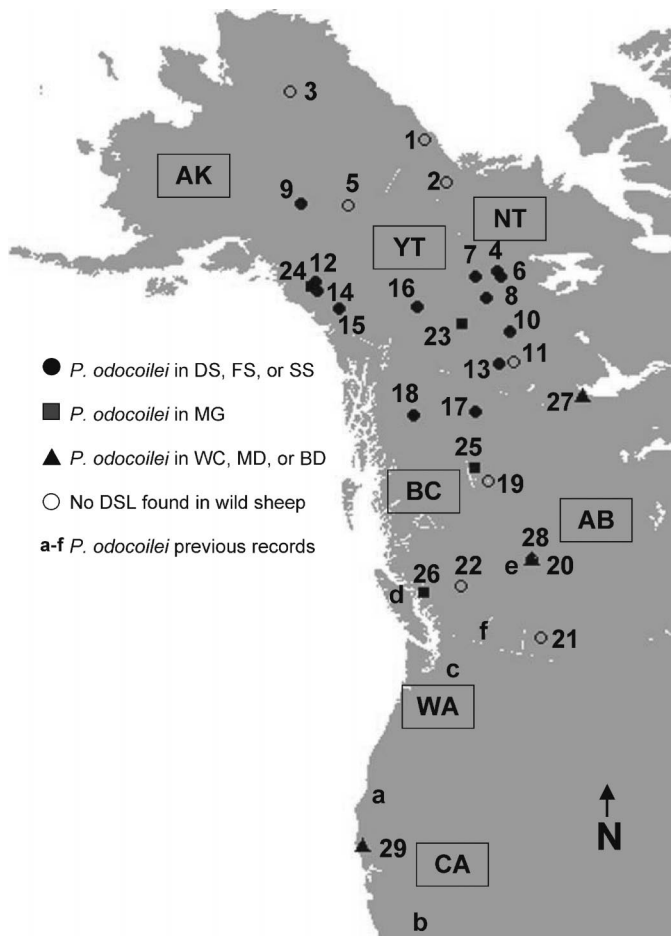 3
1
AK
2
9
5
NT
YT
4
7
6
12
24
8
16
14
10
15
23
11
13
P. odocoilei in DS, FS, or SS
27
P. odocoilei in MG
18
17
P. odocoilei in WC, MD, or BD
25
BC
19
No DSL found in wild sheep
AB
28
a-f P. odocoilei previous records
22
e
20
26
d
f
21
c
WA
a
N
29
CA
b